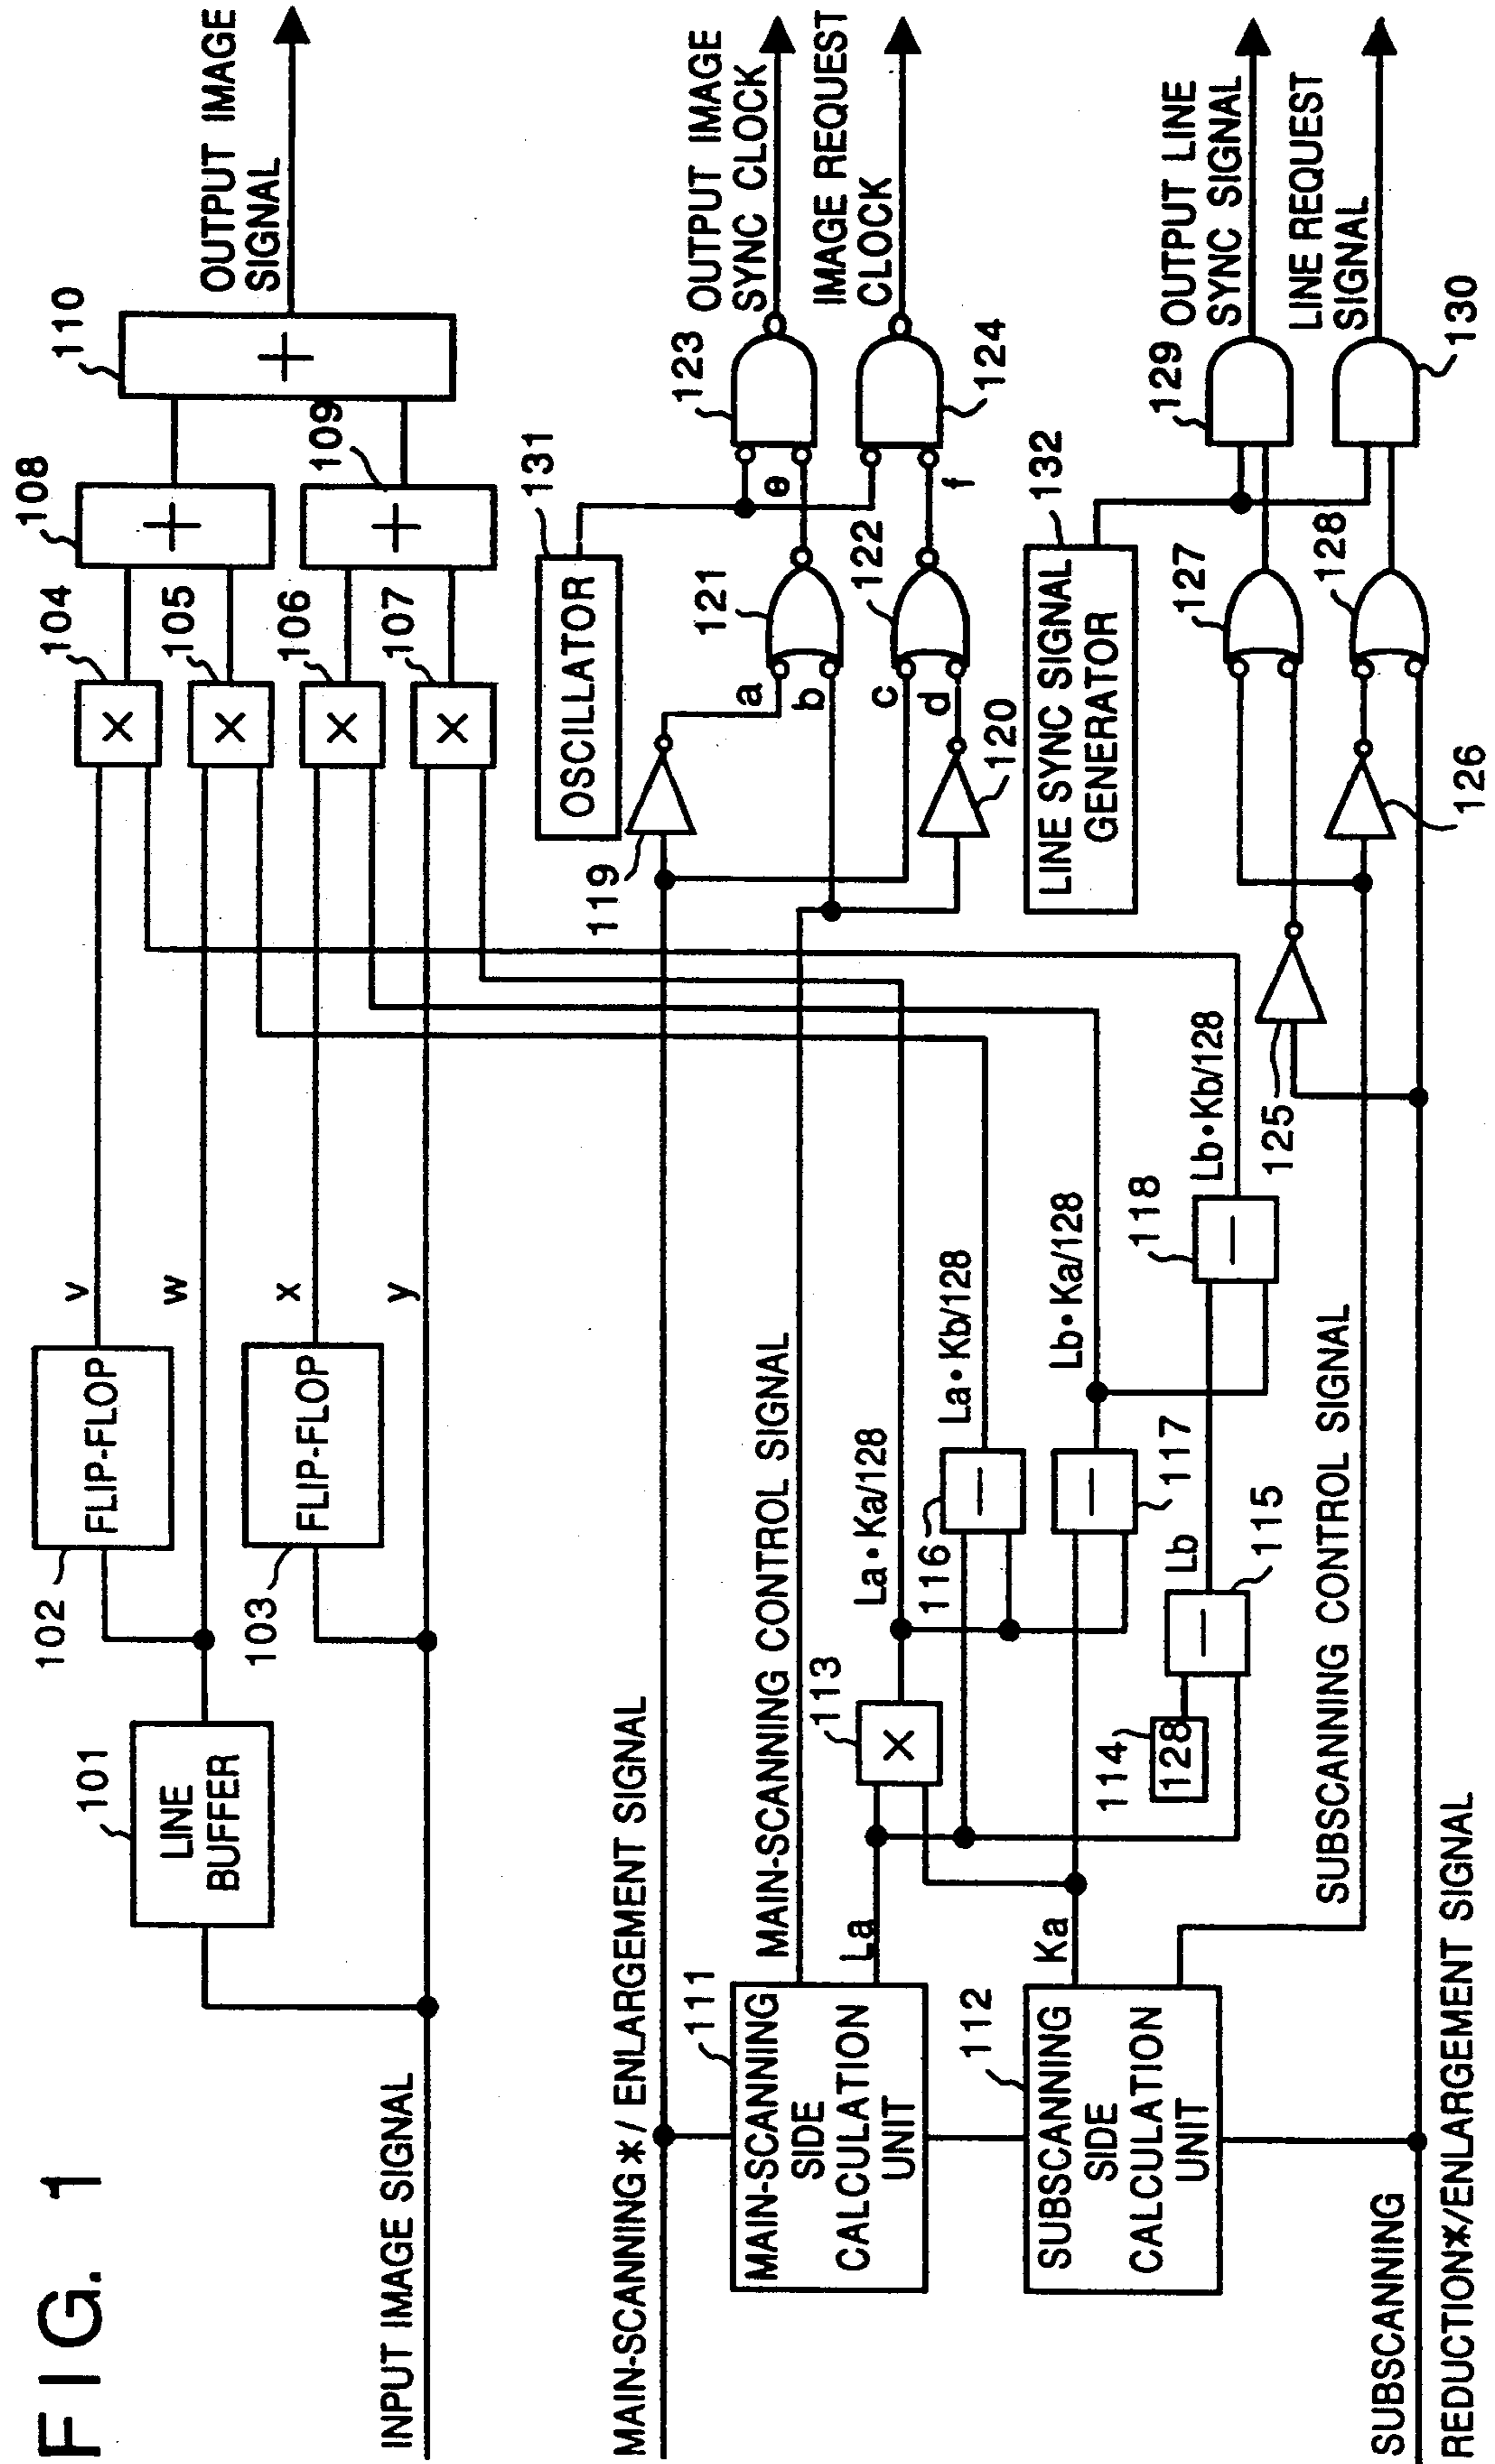 FIG. 1
INPUT IMAGE SIGNAL
101
LINE
BUFFER
102
FLIP-FLOP
103
FLIP-FLOP
v
w
x
y
104
×
105
×
106
×
107
×
108
+
109
+
110
+
OUTPUT IMAGE
SIGNAL
MAIN-SCANNING*/ENLARGEMENT SIGNAL
119
131
OSCILLATOR
a
b
c
d
120
121
122
e
f
123
124
OUTPUT IMAGE
SYNC CLOCK
IMAGE REQUEST
CLOCK
111
MAIN-SCANNING
SIDE
CALCULATION
UNIT
MAIN-SCANNING CONTROL SIGNAL
La
113
×
La•Ka/128
116
−
La•Kb/128
112
SUBSCANNING
SIDE
CALCULATION
UNIT
Ka
117
−
Lb•Ka/128
114
128
115
−
Lb
118
−
Lb•Kb/128
SUBSCANNING CONTROL SIGNAL
125
126
132
LINE SYNC SIGNAL
GENERATOR
127
128
129
130
OUTPUT LINE
SYNC SIGNAL
LINE REQUEST
SIGNAL
SUBSCANNING
REDUCTION*/ENLARGEMENT SIGNAL